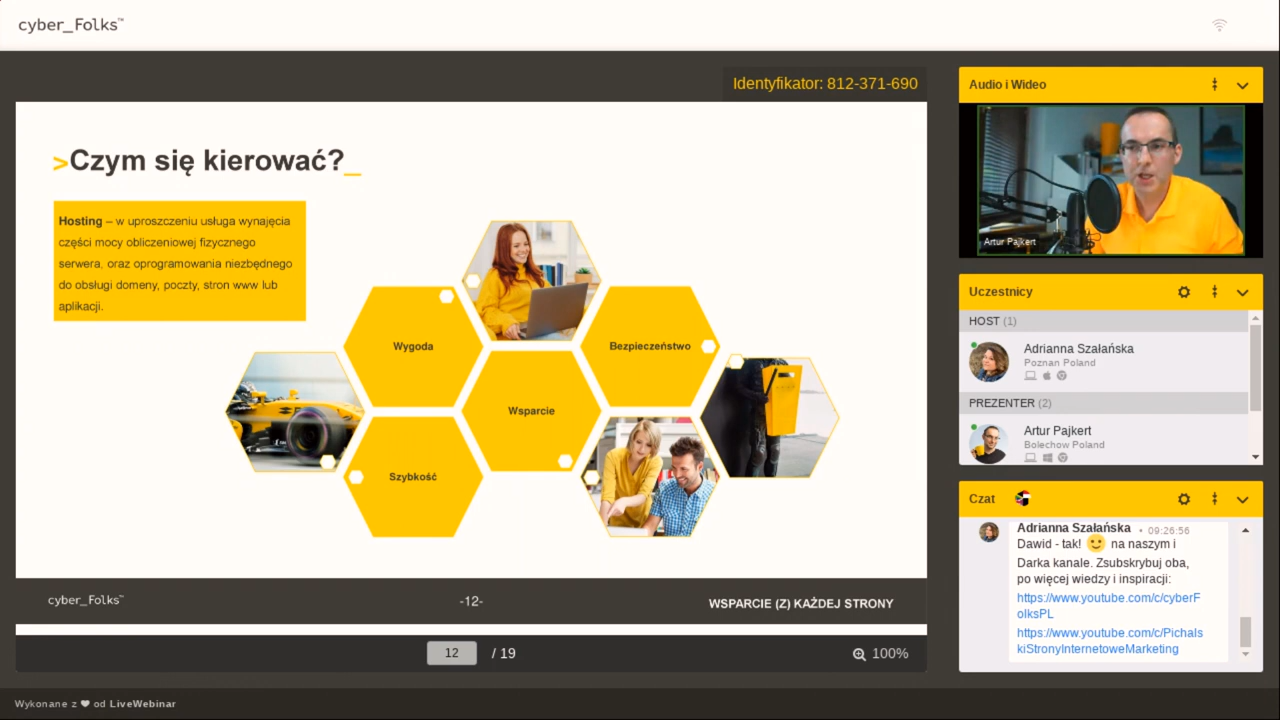 cyber_Folks™
Identyfikator: 812-371-690
>Czym się kierować?_
Hosting – w uproszczeniu usługa wynajęcia
części mocy obliczeniowej fizycznego
serwera, oraz oprogramowania niezbędnego
do obsługi domeny, poczty, stron www lub
aplikacji.
Wygoda
Bezpieczeństwo
Wsparcie
Szybkość
cyber_Folks™
-12-
WSPARCIE (Z) KAŻDEJ STRONY
12 / 19
100%
Audio i Wideo
Artur Pajkert
Uczestnicy
HOST (1)
Adrianna Szałańska
Poznan Poland
PREZENTER (2)
Artur Pajkert
Bolechow Poland
Czat
Adrianna Szałańska • 09:26:56
Dawid - tak! 🙂 na naszym i
Darka kanale. Zsubskrybuj oba,
po więcej wiedzy i inspiracji:
https://www.youtube.com/c/cyberF
olksPL
https://www.youtube.com/c/Pichals
kiStronyInternetoweMarketing
Wykonane z ❤ od LiveWebinar